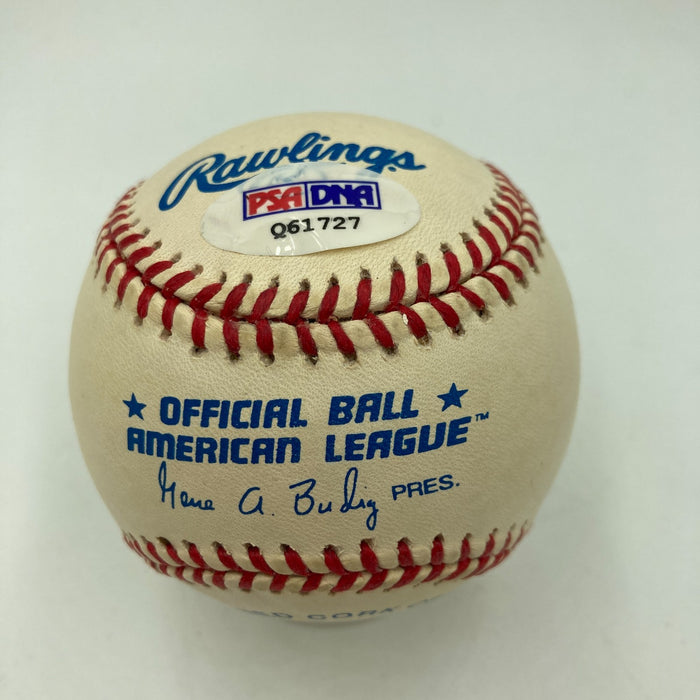 Rawlings
PSA DNA
Q61727
★ OFFICIAL BALL ★
AMERICAN LEAGUE™
Gene A. Budig PRES.